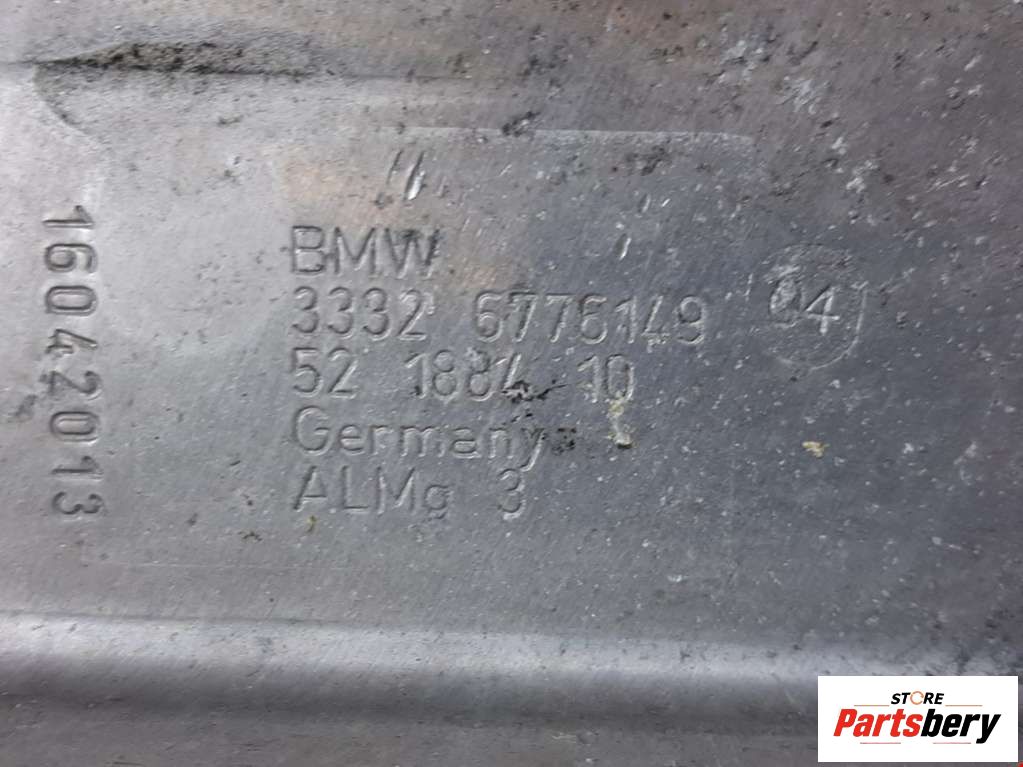 16042013
BMW
3332 6776149
04
52 1884 10
Germany
ALMg 3
STORE
Partsbery